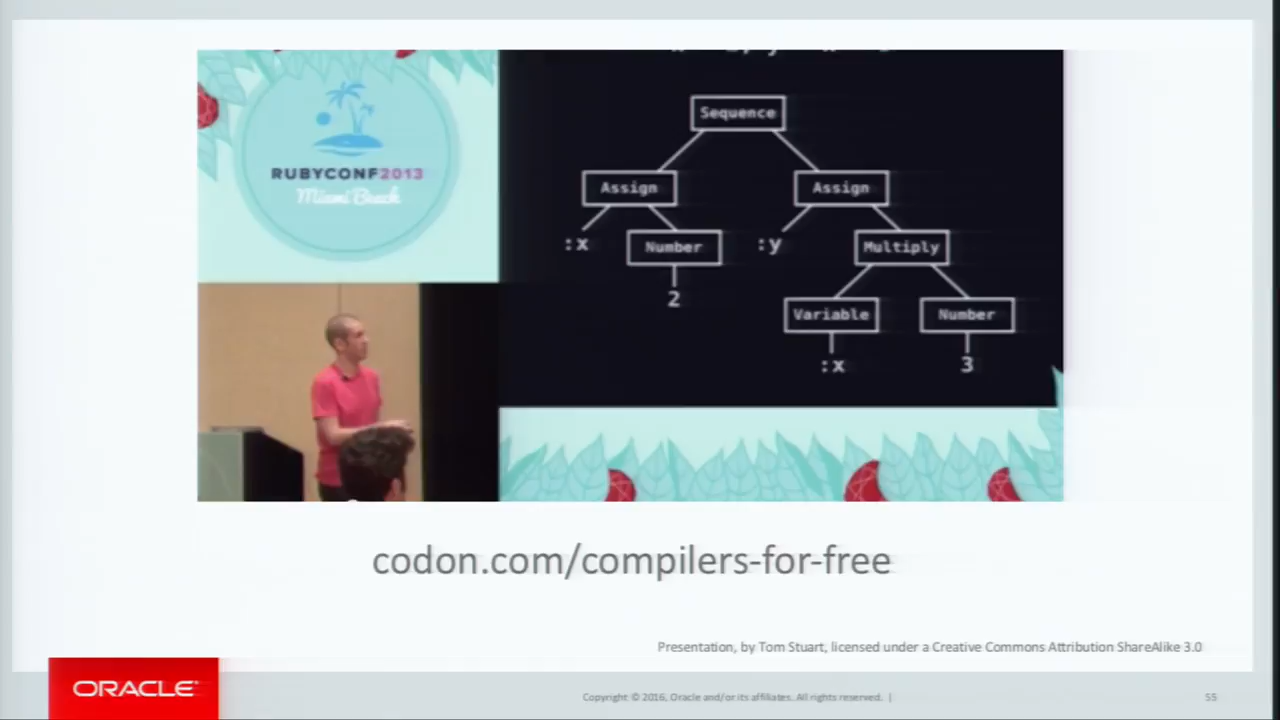 RUBYCONF2013
Miami Beach
Sequence
Assign
Assign
:x
Number
:y
Multiply
2
Variable
Number
:x
3
codon.com/compilers-for-free
Presentation, by Tom Stuart, licensed under a Creative Commons Attribution ShareAlike 3.0
ORACLE
Copyright © 2016, Oracle and/or its affiliates. All rights reserved. |
55